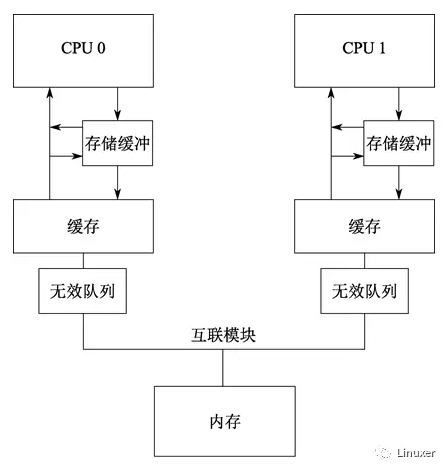 CPU 0
CPU 1
存储缓冲
存储缓冲
缓存
缓存
无效队列
无效队列
互联模块
内存
Linuxer